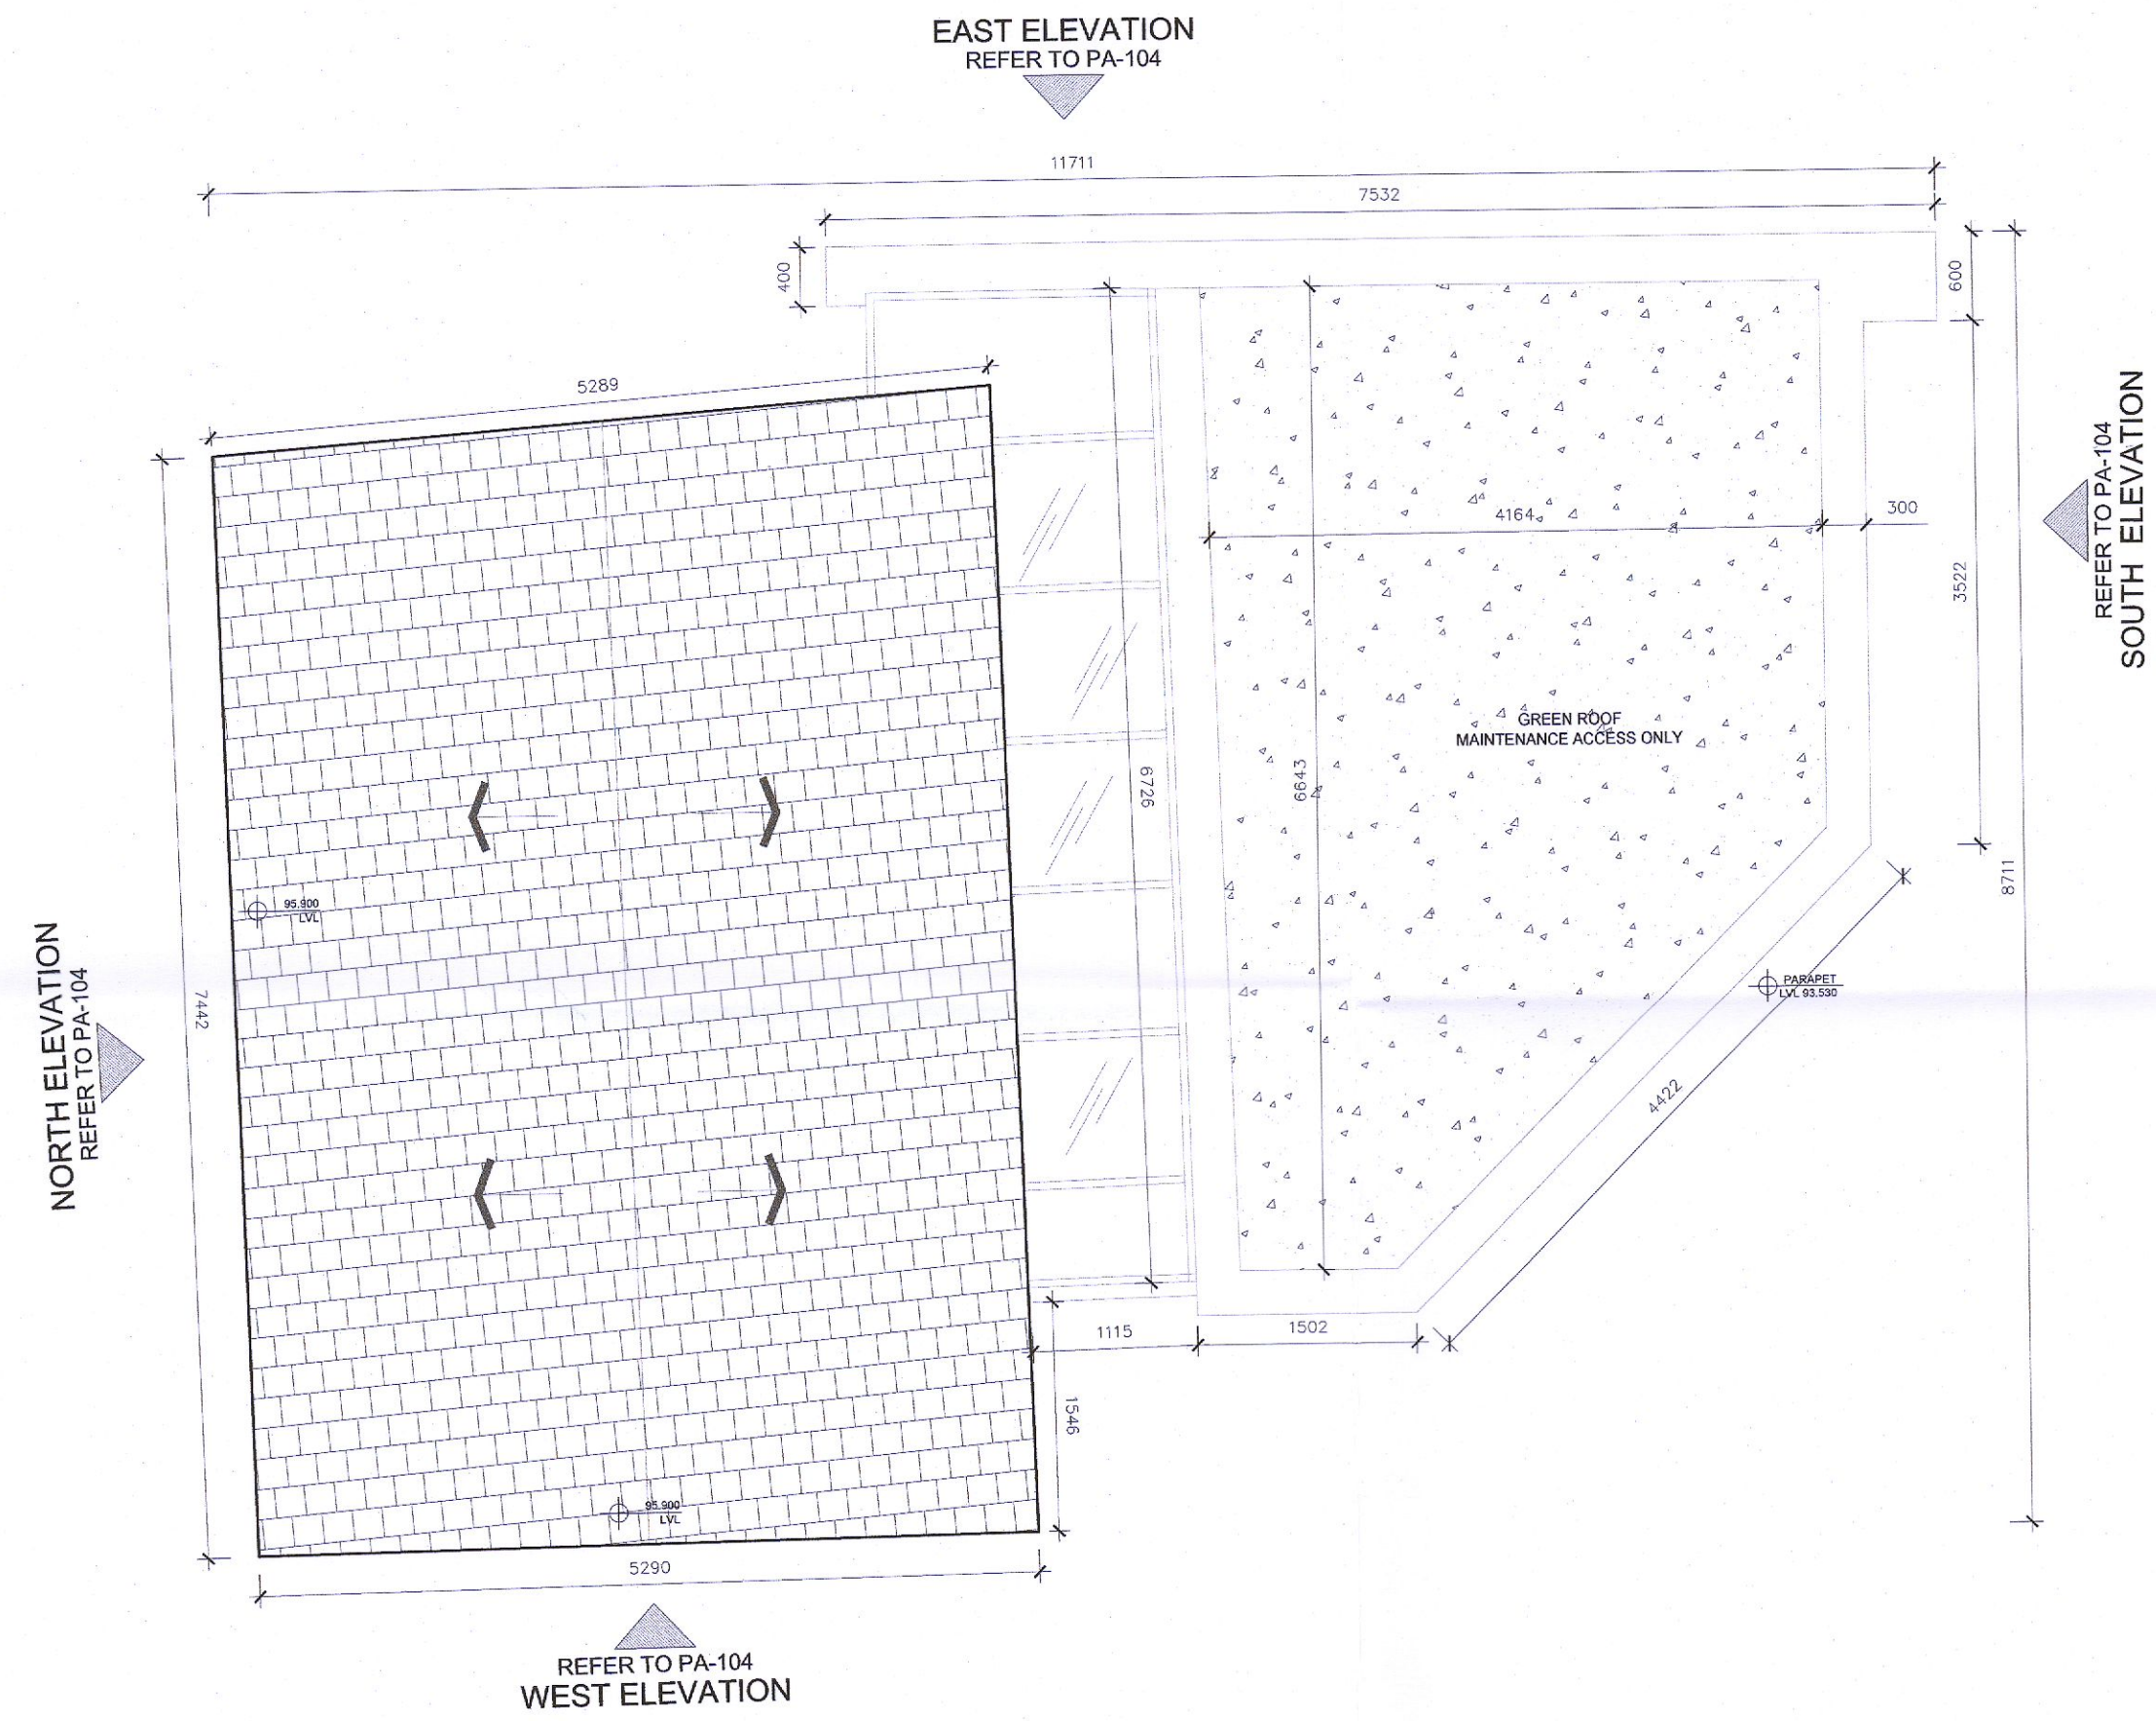 EAST ELEVATION
REFER TO PA-104
11711
7532
400
600
5289
4164
300
3522
REFER TO PA-104
SOUTH ELEVATION
GREEN ROOF
MAINTENANCE ACCESS ONLY
6726
6643
8711
95.900
LVL
NORTH ELEVATION
REFER TO PA-104
7442
PARAPET
LVL 93.530
4422
1115
1502
1546
95.900
LVL
5290
REFER TO PA-104
WEST ELEVATION